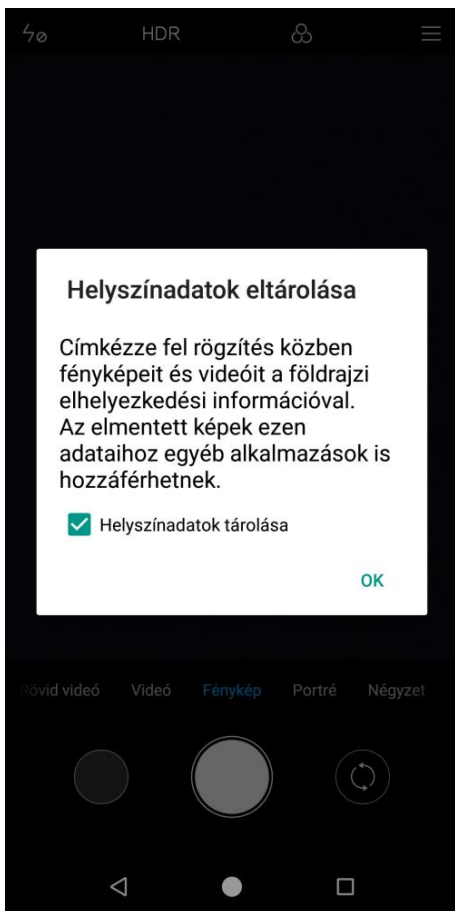 HDR
Helyszínadatok eltárolása
Címkézze fel rögzítés közben
fényképeit és videóit a földrajzi
elhelyezkedési információval.
Az elmentett képek ezen
adataihoz egyéb alkalmazások is
hozzáférhetnek.
Helyszínadatok tárolása
OK
Rövid videó Videó Fénykép Portré Négyzet